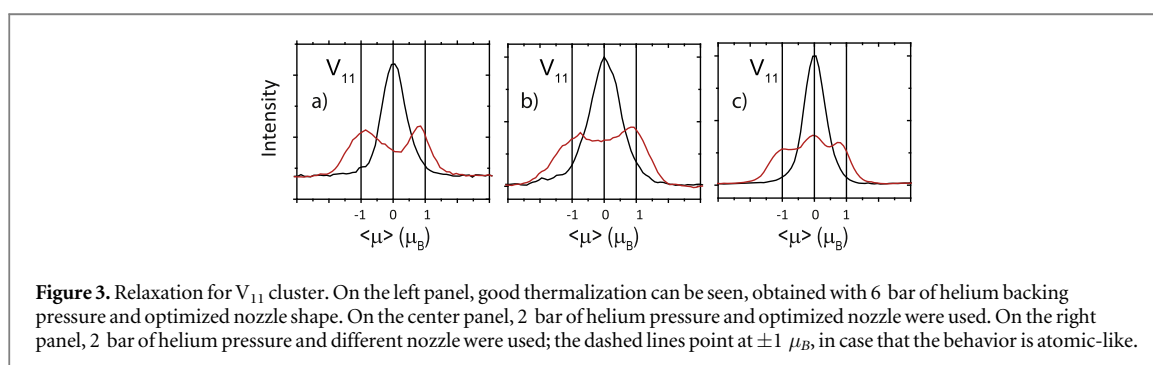 V11
V11
V11
a)
b)
c)
Intensity
-1 0 1
-1 0 1
-1 0 1
<μ> (μB)
<μ> (μB)
<μ> (μB)
Figure 3. Relaxation for V11 cluster. On the left panel, good thermalization can be seen, obtained with 6 bar of helium backing
pressure and optimized nozzle shape. On the center panel, 2 bar of helium pressure and optimized nozzle were used. On the right
panel, 2 bar of helium pressure and different nozzle were used; the dashed lines point at ±1 μB, in case that the behavior is atomic-like.